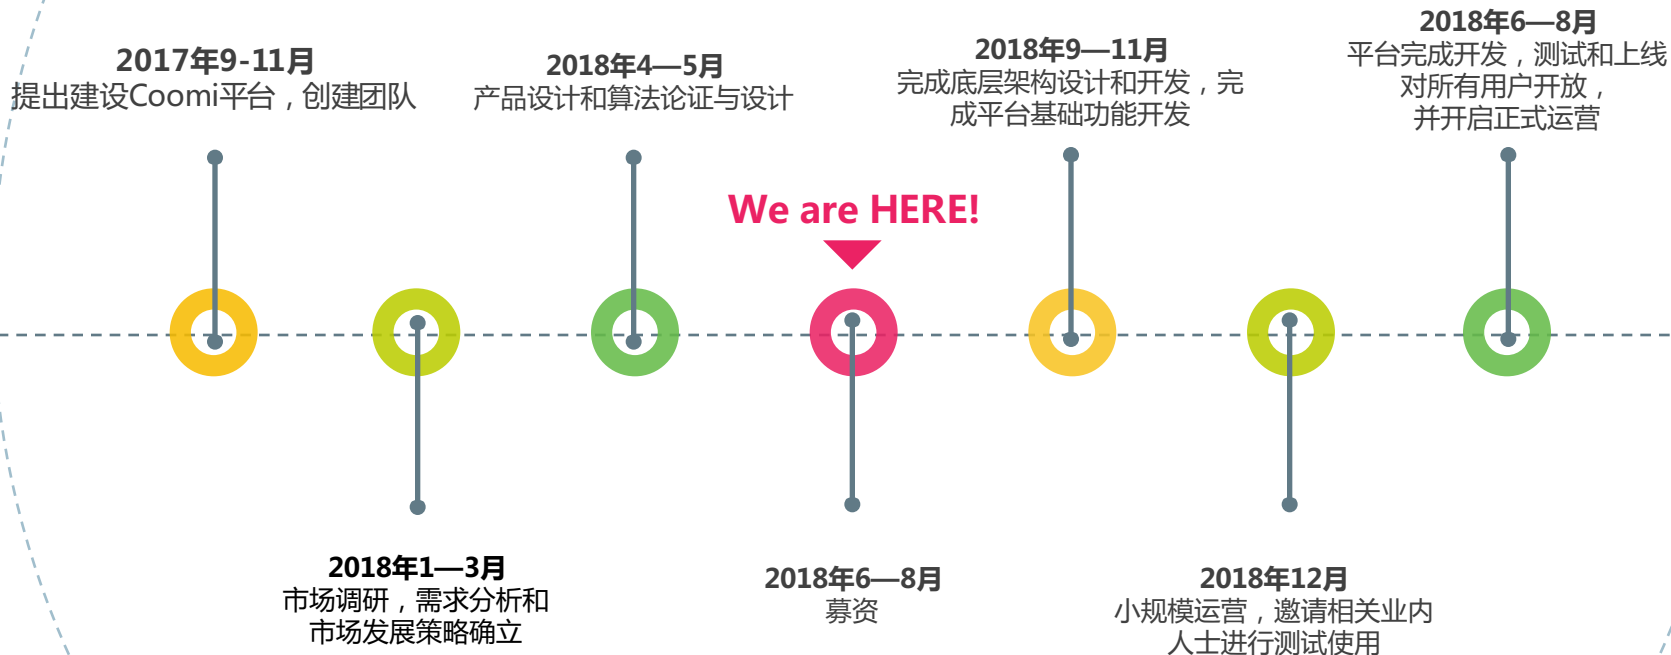 2017年9-11月
提出建设Coomi平台，创建团队
2018年4—5月
产品设计和算法论证与设计
2018年9—11月
完成底层架构设计和开发，完
成平台基础功能开发
2018年6—8月
平台完成开发，测试和上线
对所有用户开放，
并开启正式运营
We are HERE!
2018年1—3月
市场调研，需求分析和
市场发展策略确立
2018年6—8月
募资
2018年12月
小规模运营，邀请相关业内
人士进行测试使用